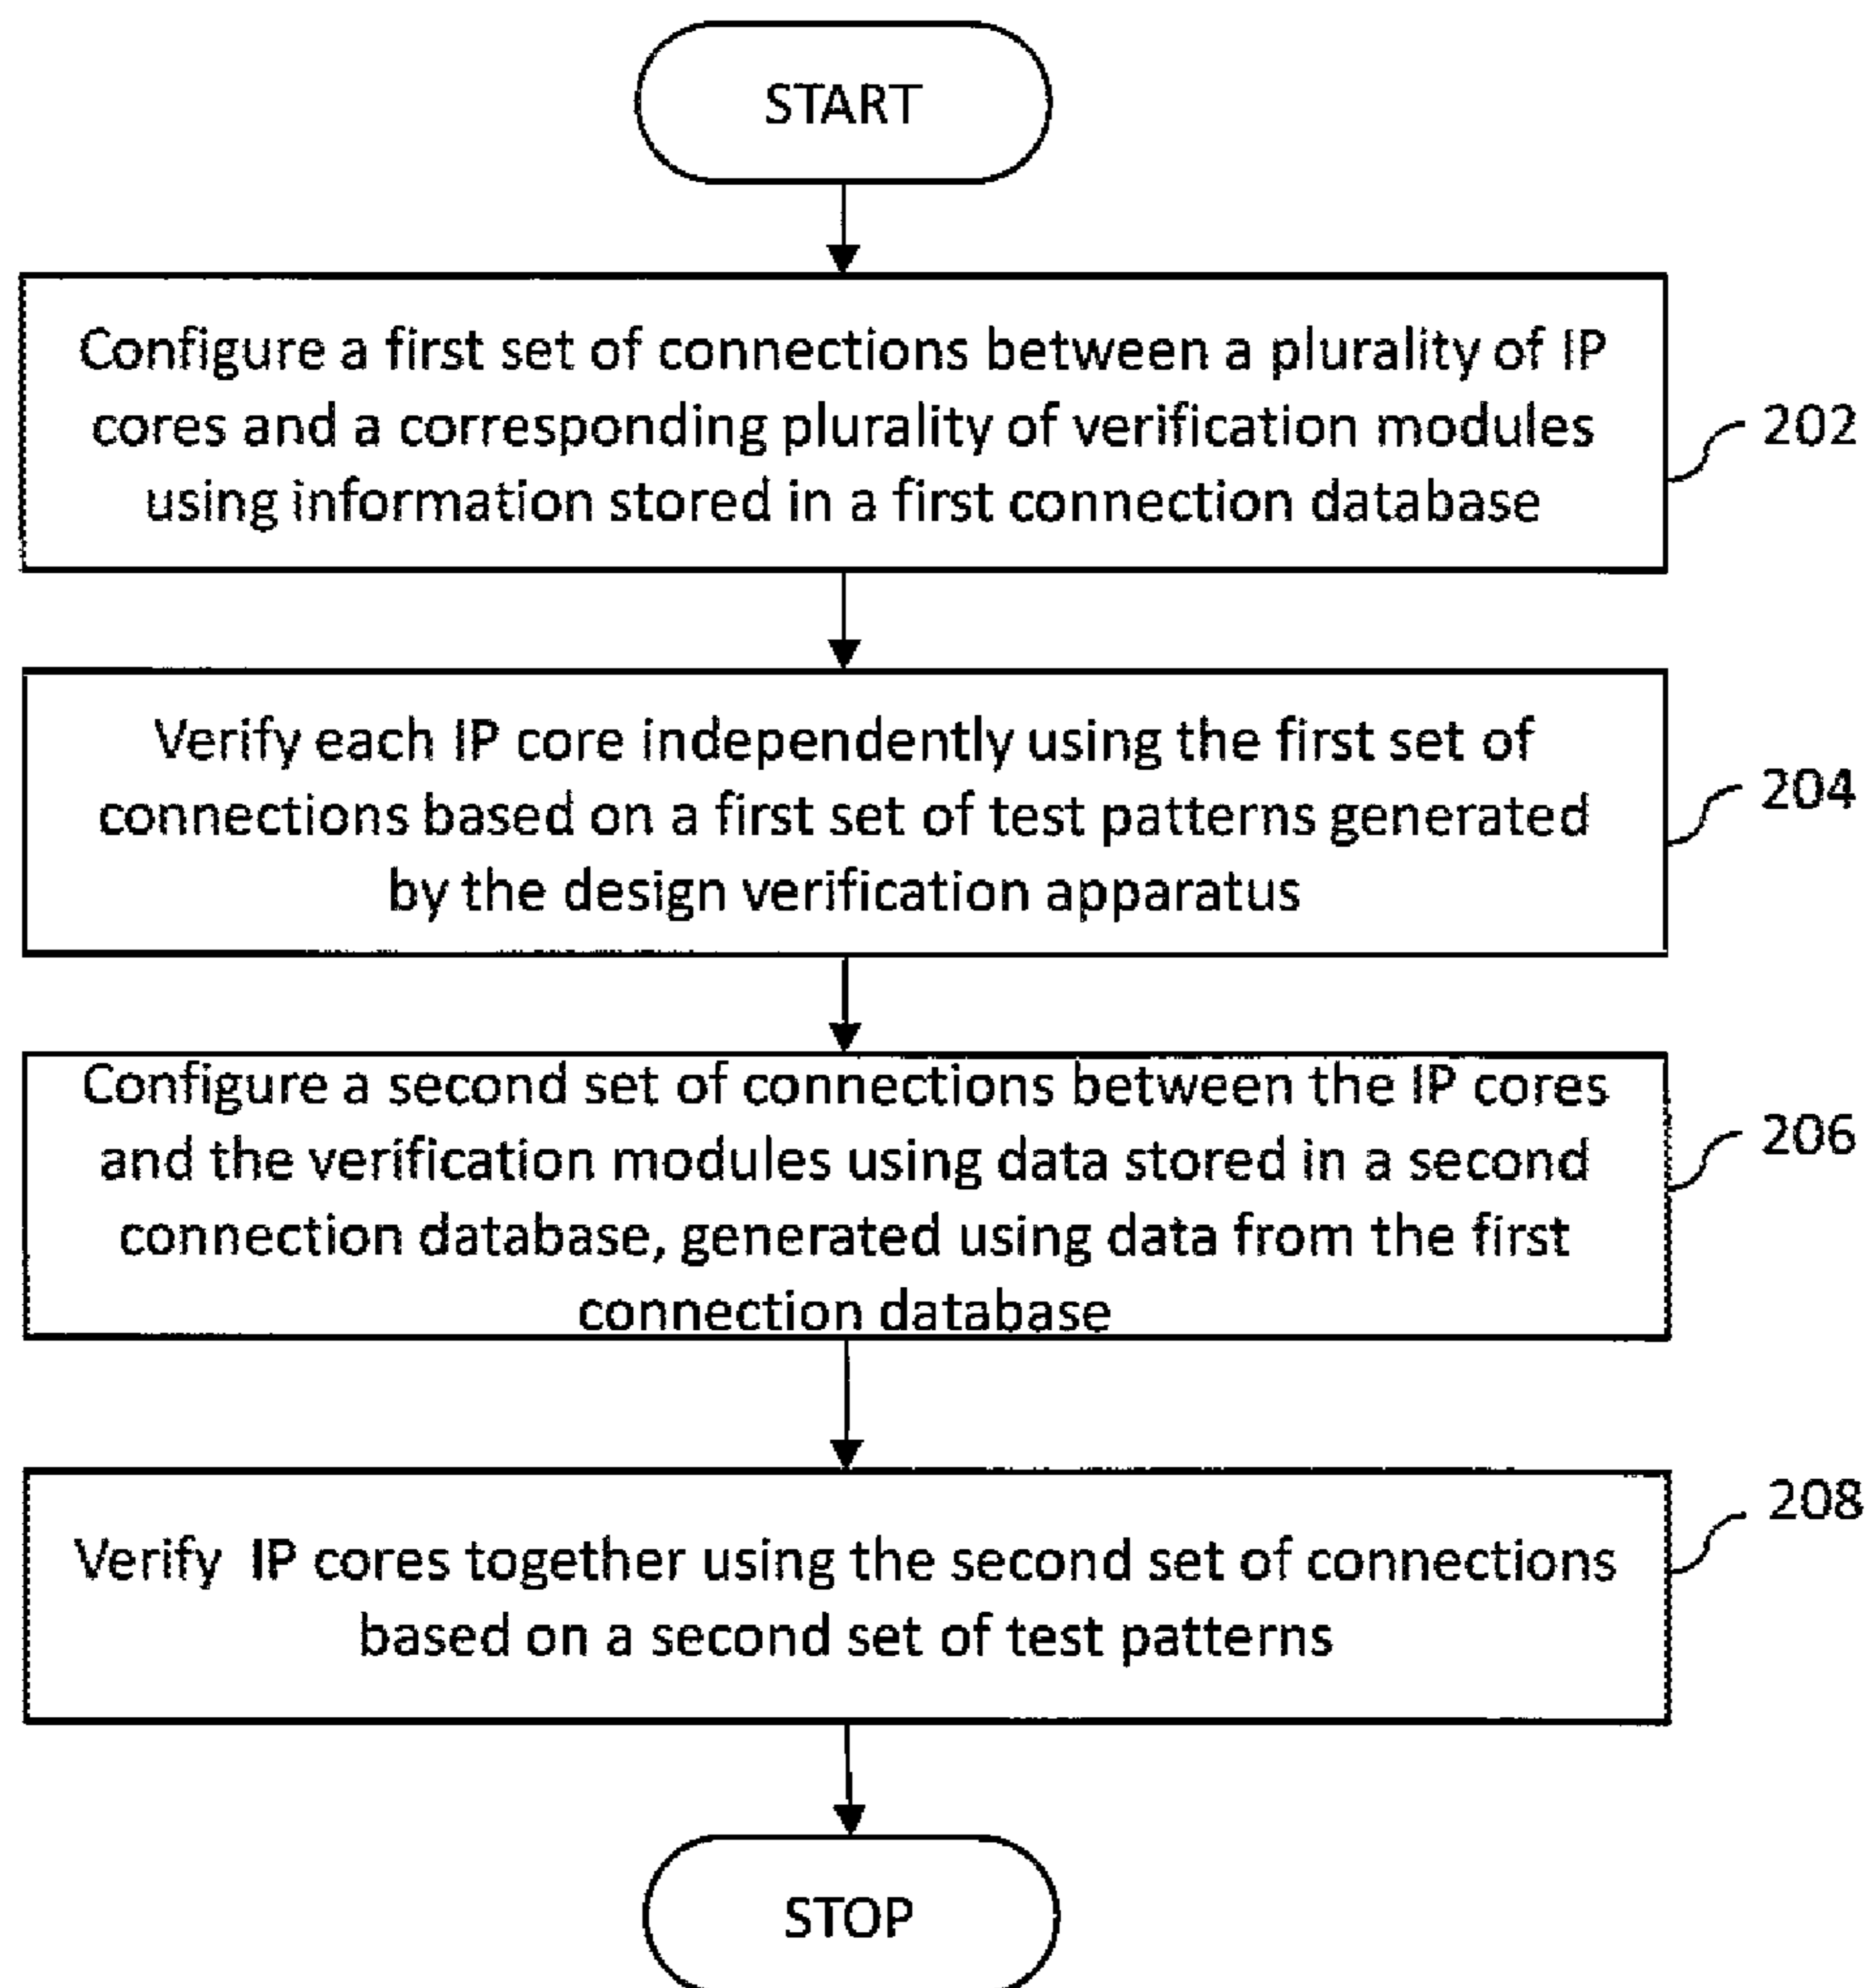 START
Configure a first set of connections between a plurality of IP
cores and a corresponding plurality of verification modules
using information stored in a first connection database
202
Verify each IP core independently using the first set of
connections based on a first set of test patterns generated
by the design verification apparatus
204
Configure a second set of connections between the IP cores
and the verification modules using data stored in a second
connection database, generated using data from the first
connection database
206
Verify IP cores together using the second set of connections
based on a second set of test patterns
208
STOP